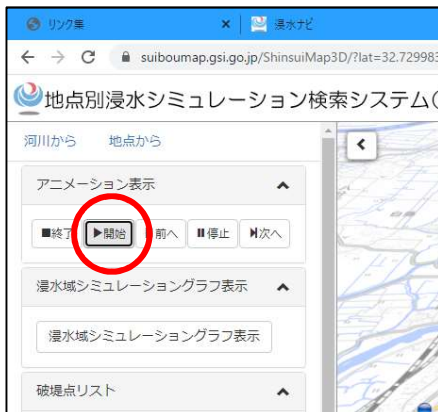 リンク集 × 浸水ナビ
suiboumap.gsi.go.jp/ShinsuiMap3D/?lat=32.72998
地点別浸水シミュレーション検索システム(
河川から 地点から
アニメーション表示
■終了 ▶開始 前へ 停止 次へ
浸水域シミュレーショングラフ表示
浸水域シミュレーショングラフ表示
破堤点リスト